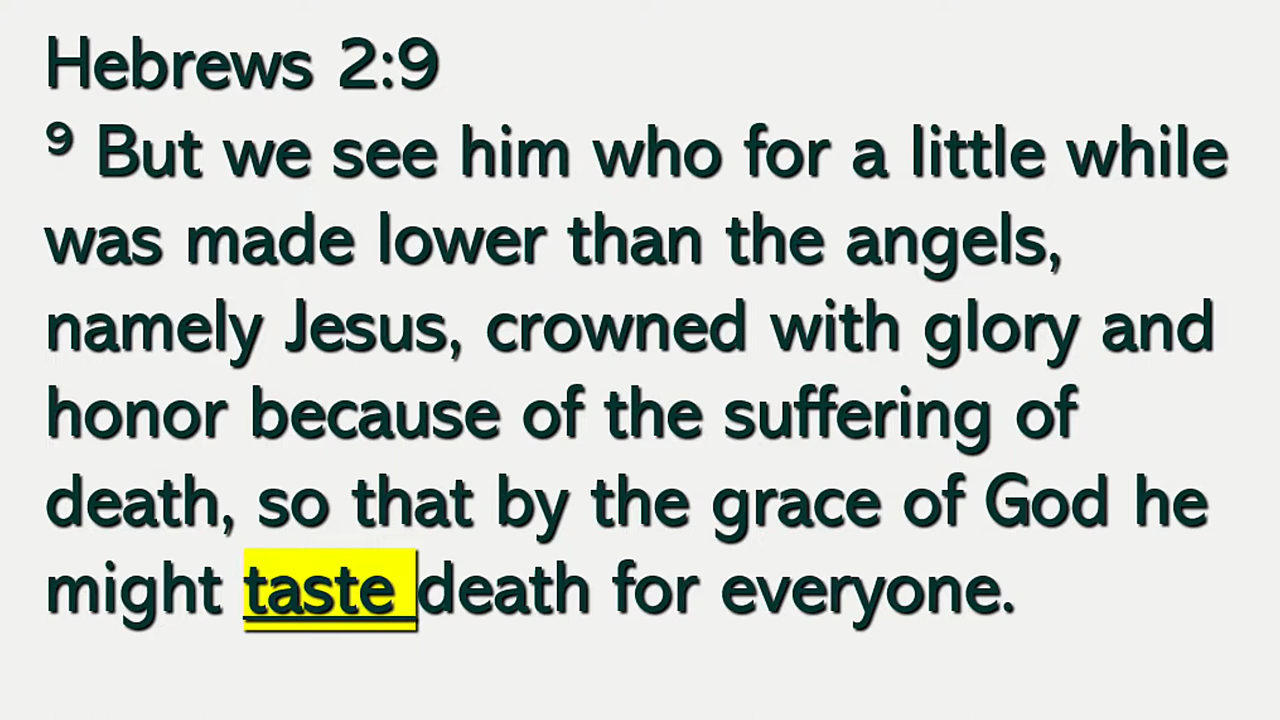 Hebrews 2:9
⁹ But we see him who for a little while
was made lower than the angels,
namely Jesus, crowned with glory and
honor because of the suffering of
death, so that by the grace of God he
might taste death for everyone.